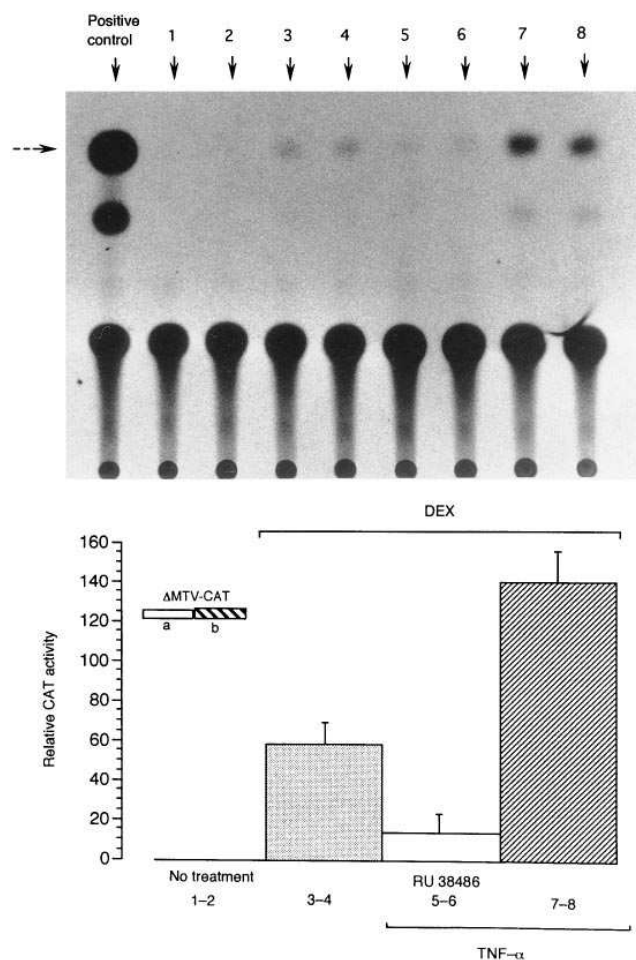 Positive
control 1 2 3 4 5 6 7 8
DEX
160
140
120
100
80
60
40
20
0
Relative CAT activity
ΔMTV-CAT
a b
No treatment RU 38486
1–2 3–4 5–6 7–8
TNF–α